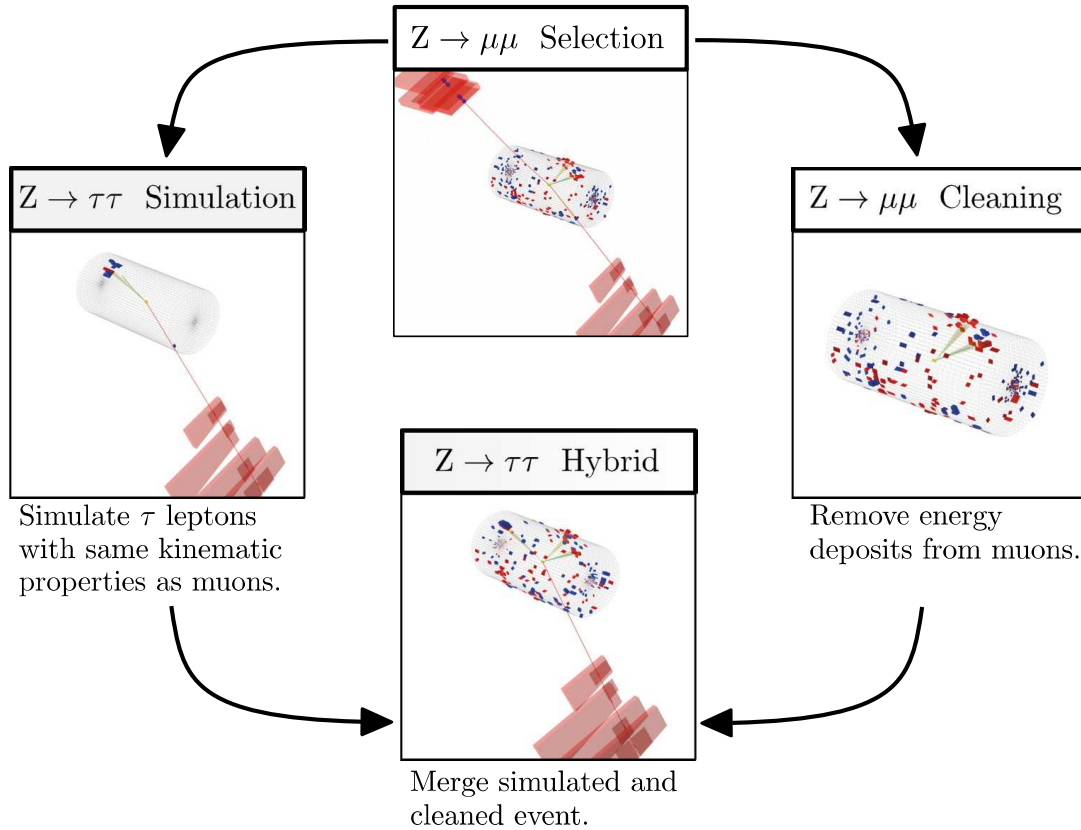 Z → μμ Selection
Z → ττ Simulation
Z → μμ Cleaning
Simulate τ leptons
with same kinematic
properties as muons.
Remove energy
deposits from muons.
Z → ττ Hybrid
Merge simulated and
cleaned event.